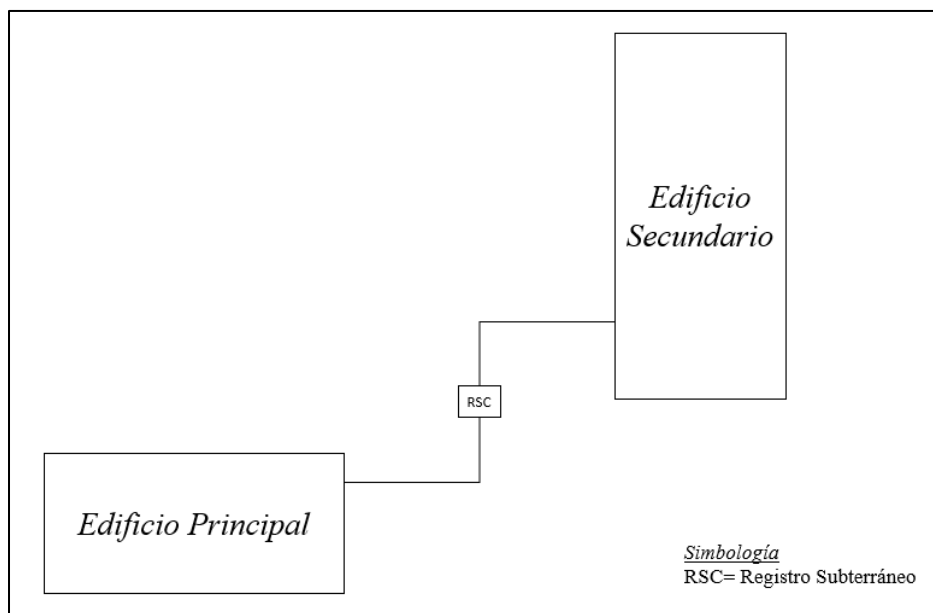 Edificio
Secundario
RSC
Edificio Principal
Simbología
RSC= Registro Subterráneo